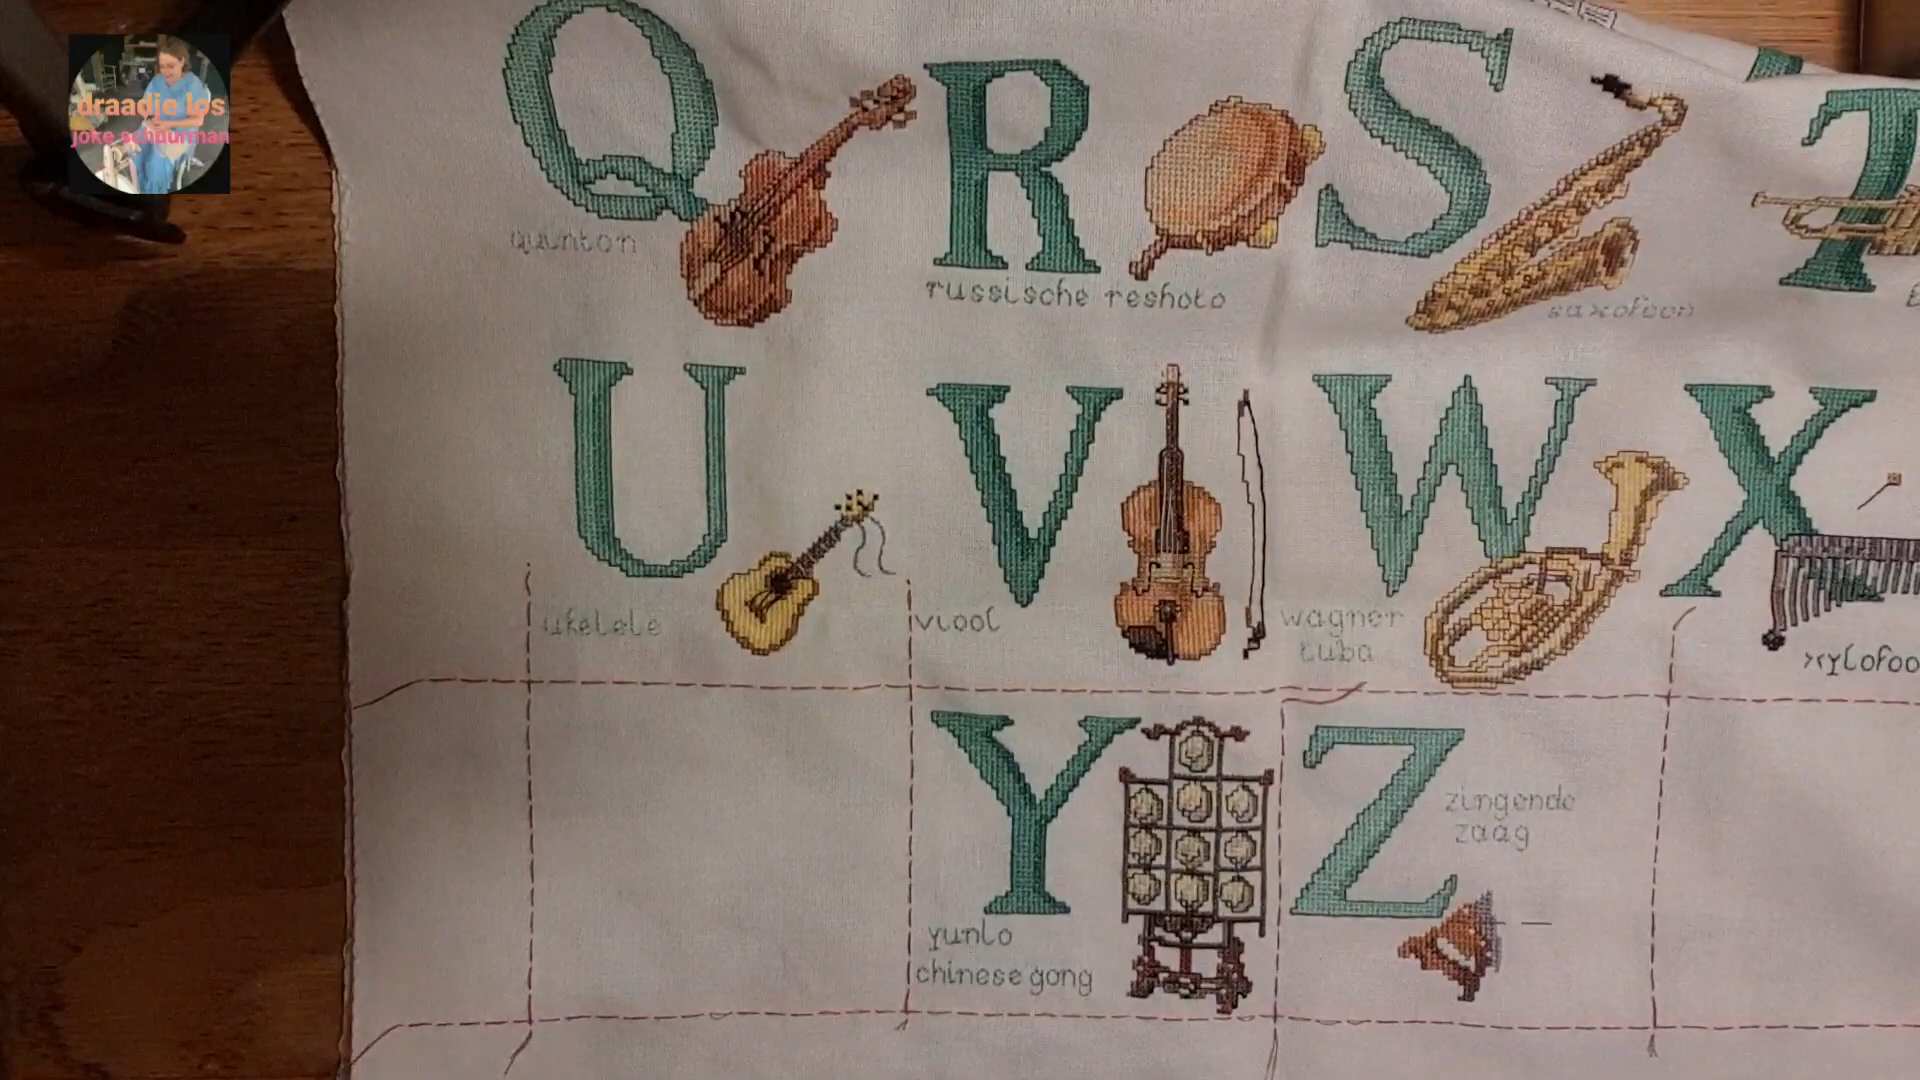 draadje los
joke schuurman
Q R S T
quinton
russische reshoto
saxofoon
U V W X
ukelele
viool
wagner
tuba
xylofoo
Y Z
zingende
zaag
yunlo
chinese gong